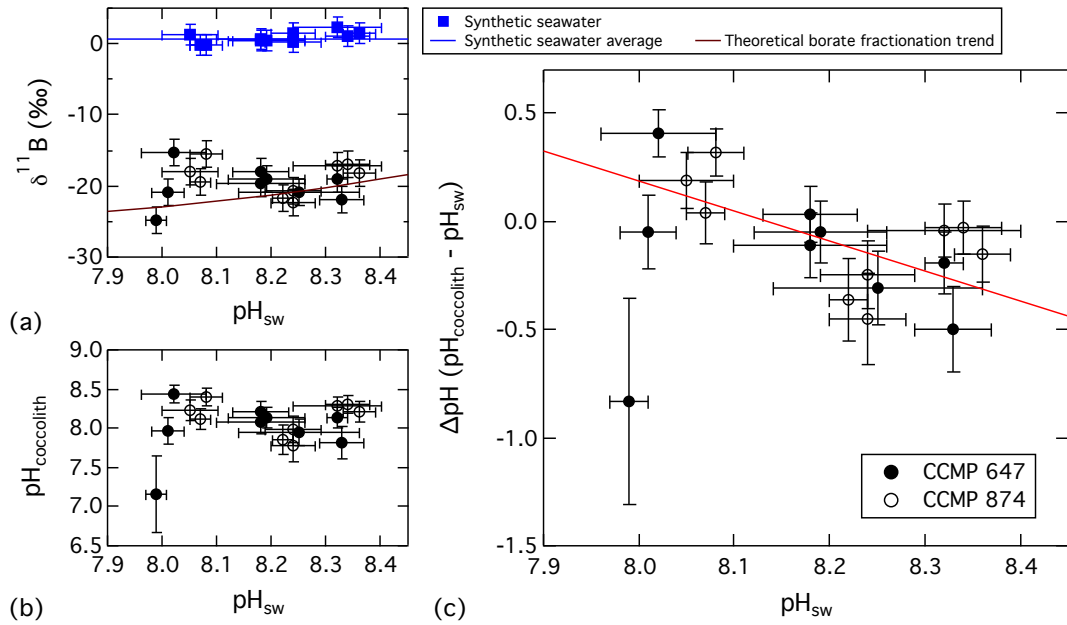 Synthetic seawater
Synthetic seawater average
Theoretical borate fractionation trend
(a)
δ¹¹B (‰)
0
-10
-20
-30
7.9 8.0 8.1 8.2 8.3 8.4
pHsw
(b)
pHcoccolith
9.0
8.5
8.0
7.5
7.0
6.5
7.9 8.0 8.1 8.2 8.3 8.4
pHsw
(c)
ΔpH (pHcoccolith - pHsw)
0.5
0.0
-0.5
-1.0
-1.5
7.9 8.0 8.1 8.2 8.3 8.4
pHsw
CCMP 647
CCMP 874